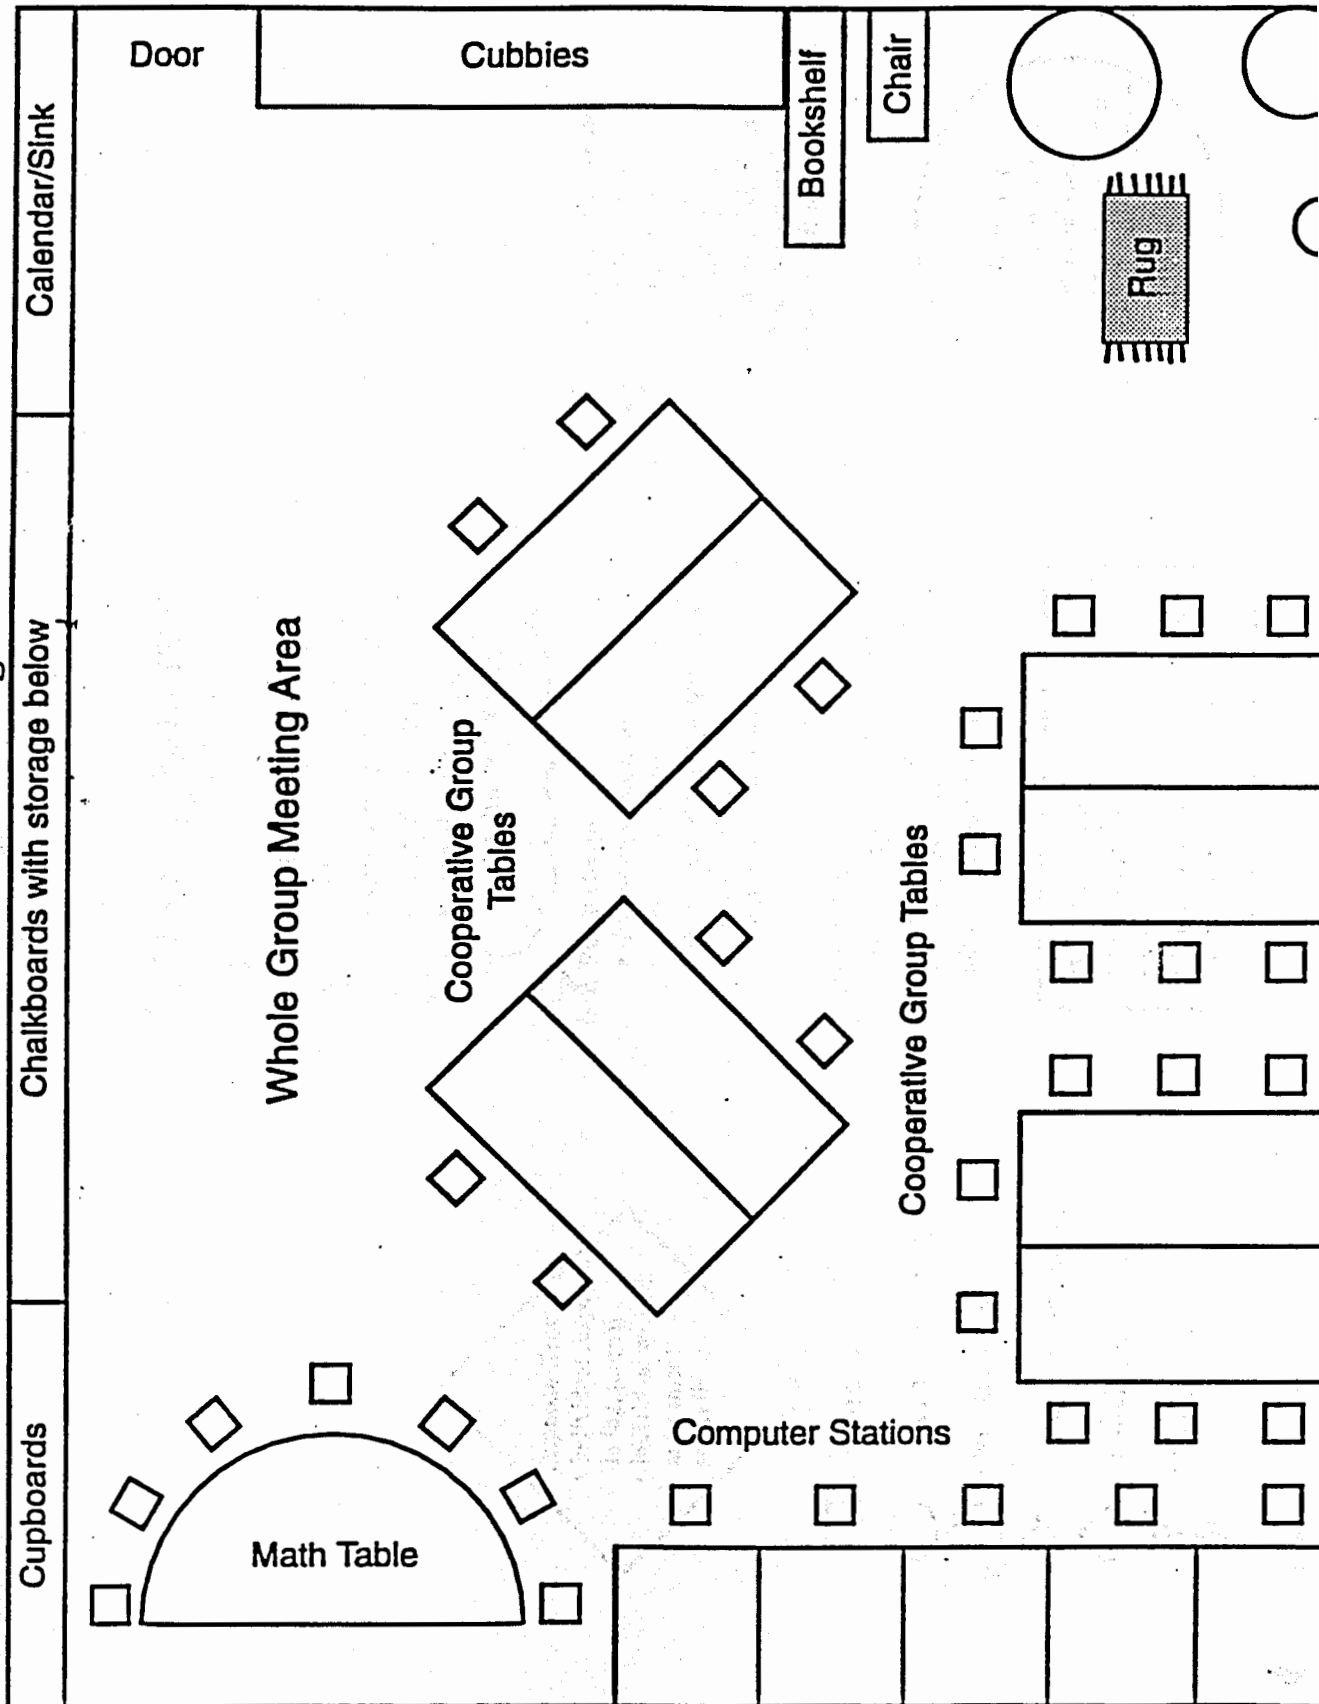 Door
Cubbies
Bookshelf
Chair
Calendar/Sink
Rug
Chalkboards with storage below
Whole Group Meeting Area
Cooperative Group
Tables
Cooperative Group Tables
Computer Stations
Cupboards
Math Table